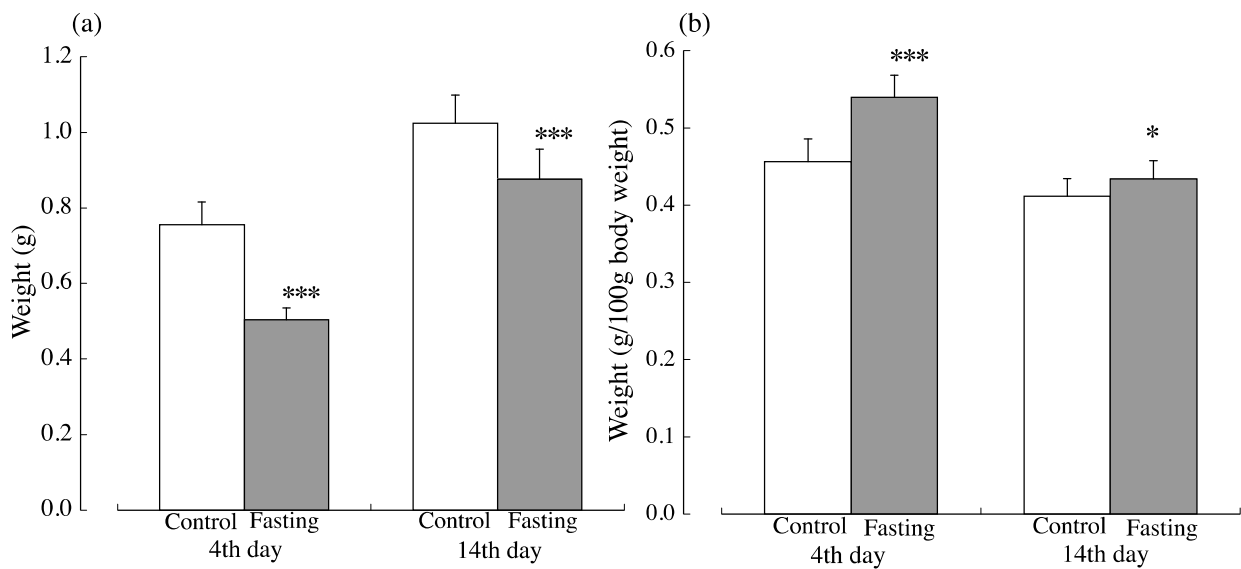 (a)
Weight (g)
1.2
1.0
0.8
0.6
0.4
0.2
0.0
***
***
Control Fasting
4th day
Control Fasting
14th day
(b)
Weight (g/100g body weight)
0.6
0.5
0.4
0.3
0.2
0.1
0.0
***
*
Control Fasting
4th day
Control Fasting
14th day